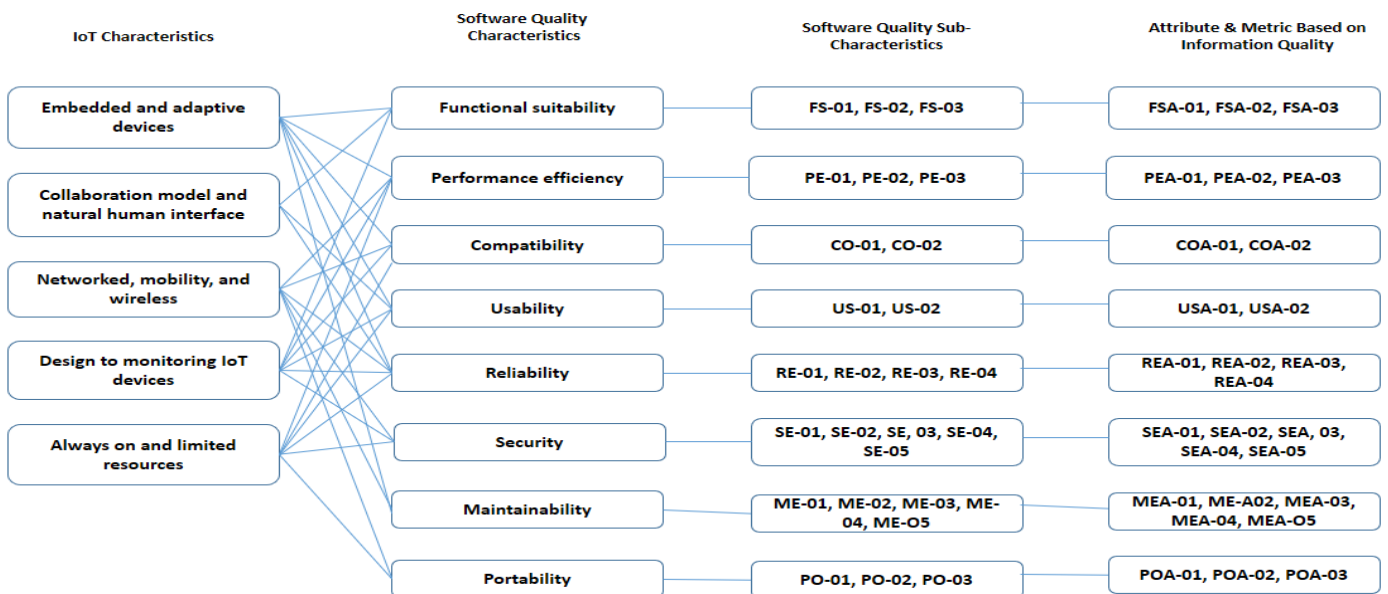 IoT Characteristics
Software Quality
Characteristics
Software Quality Sub-
Characteristics
Attribute & Metric Based on
Information Quality
Embedded and adaptive
devices
Collaboration model and
natural human interface
Networked, mobility, and
wireless
Design to monitoring IoT
devices
Always on and limited
resources
Functional suitability
Performance efficiency
Compatibility
Usability
Reliability
Security
Maintainability
Portability
FS-01, FS-02, FS-03
PE-01, PE-02, PE-03
CO-01, CO-02
US-01, US-02
RE-01, RE-02, RE-03, RE-04
SE-01, SE-02, SE, 03, SE-04,
SE-05
ME-01, ME-02, ME-03, ME-
04, ME-O5
PO-01, PO-02, PO-03
FSA-01, FSA-02, FSA-03
PEA-01, PEA-02, PEA-03
COA-01, COA-02
USA-01, USA-02
REA-01, REA-02, REA-03,
REA-04
SEA-01, SEA-02, SEA, 03,
SEA-04, SEA-05
MEA-01, ME-A02, MEA-03,
MEA-04, MEA-O5
POA-01, POA-02, POA-03